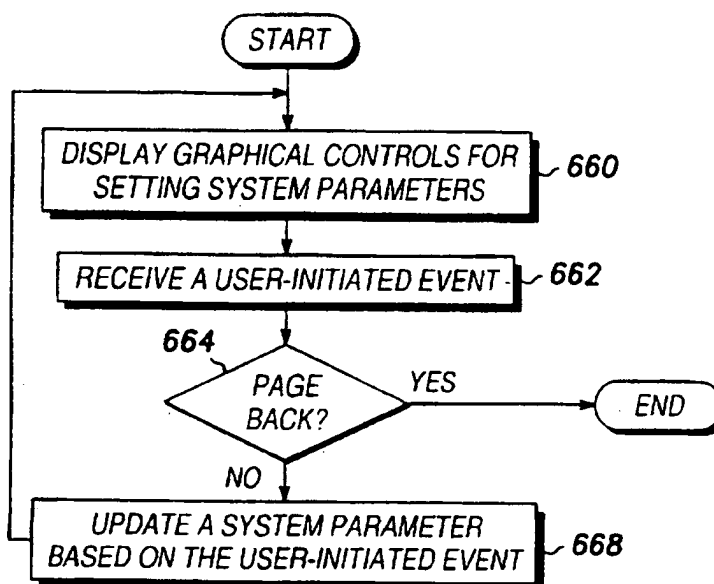 START
DISPLAY GRAPHICAL CONTROLS FOR
SETTING SYSTEM PARAMETERS
660
RECEIVE A USER-INITIATED EVENT
662
664
PAGE
BACK?
YES
END
NO
UPDATE A SYSTEM PARAMETER
BASED ON THE USER-INITIATED EVENT
668